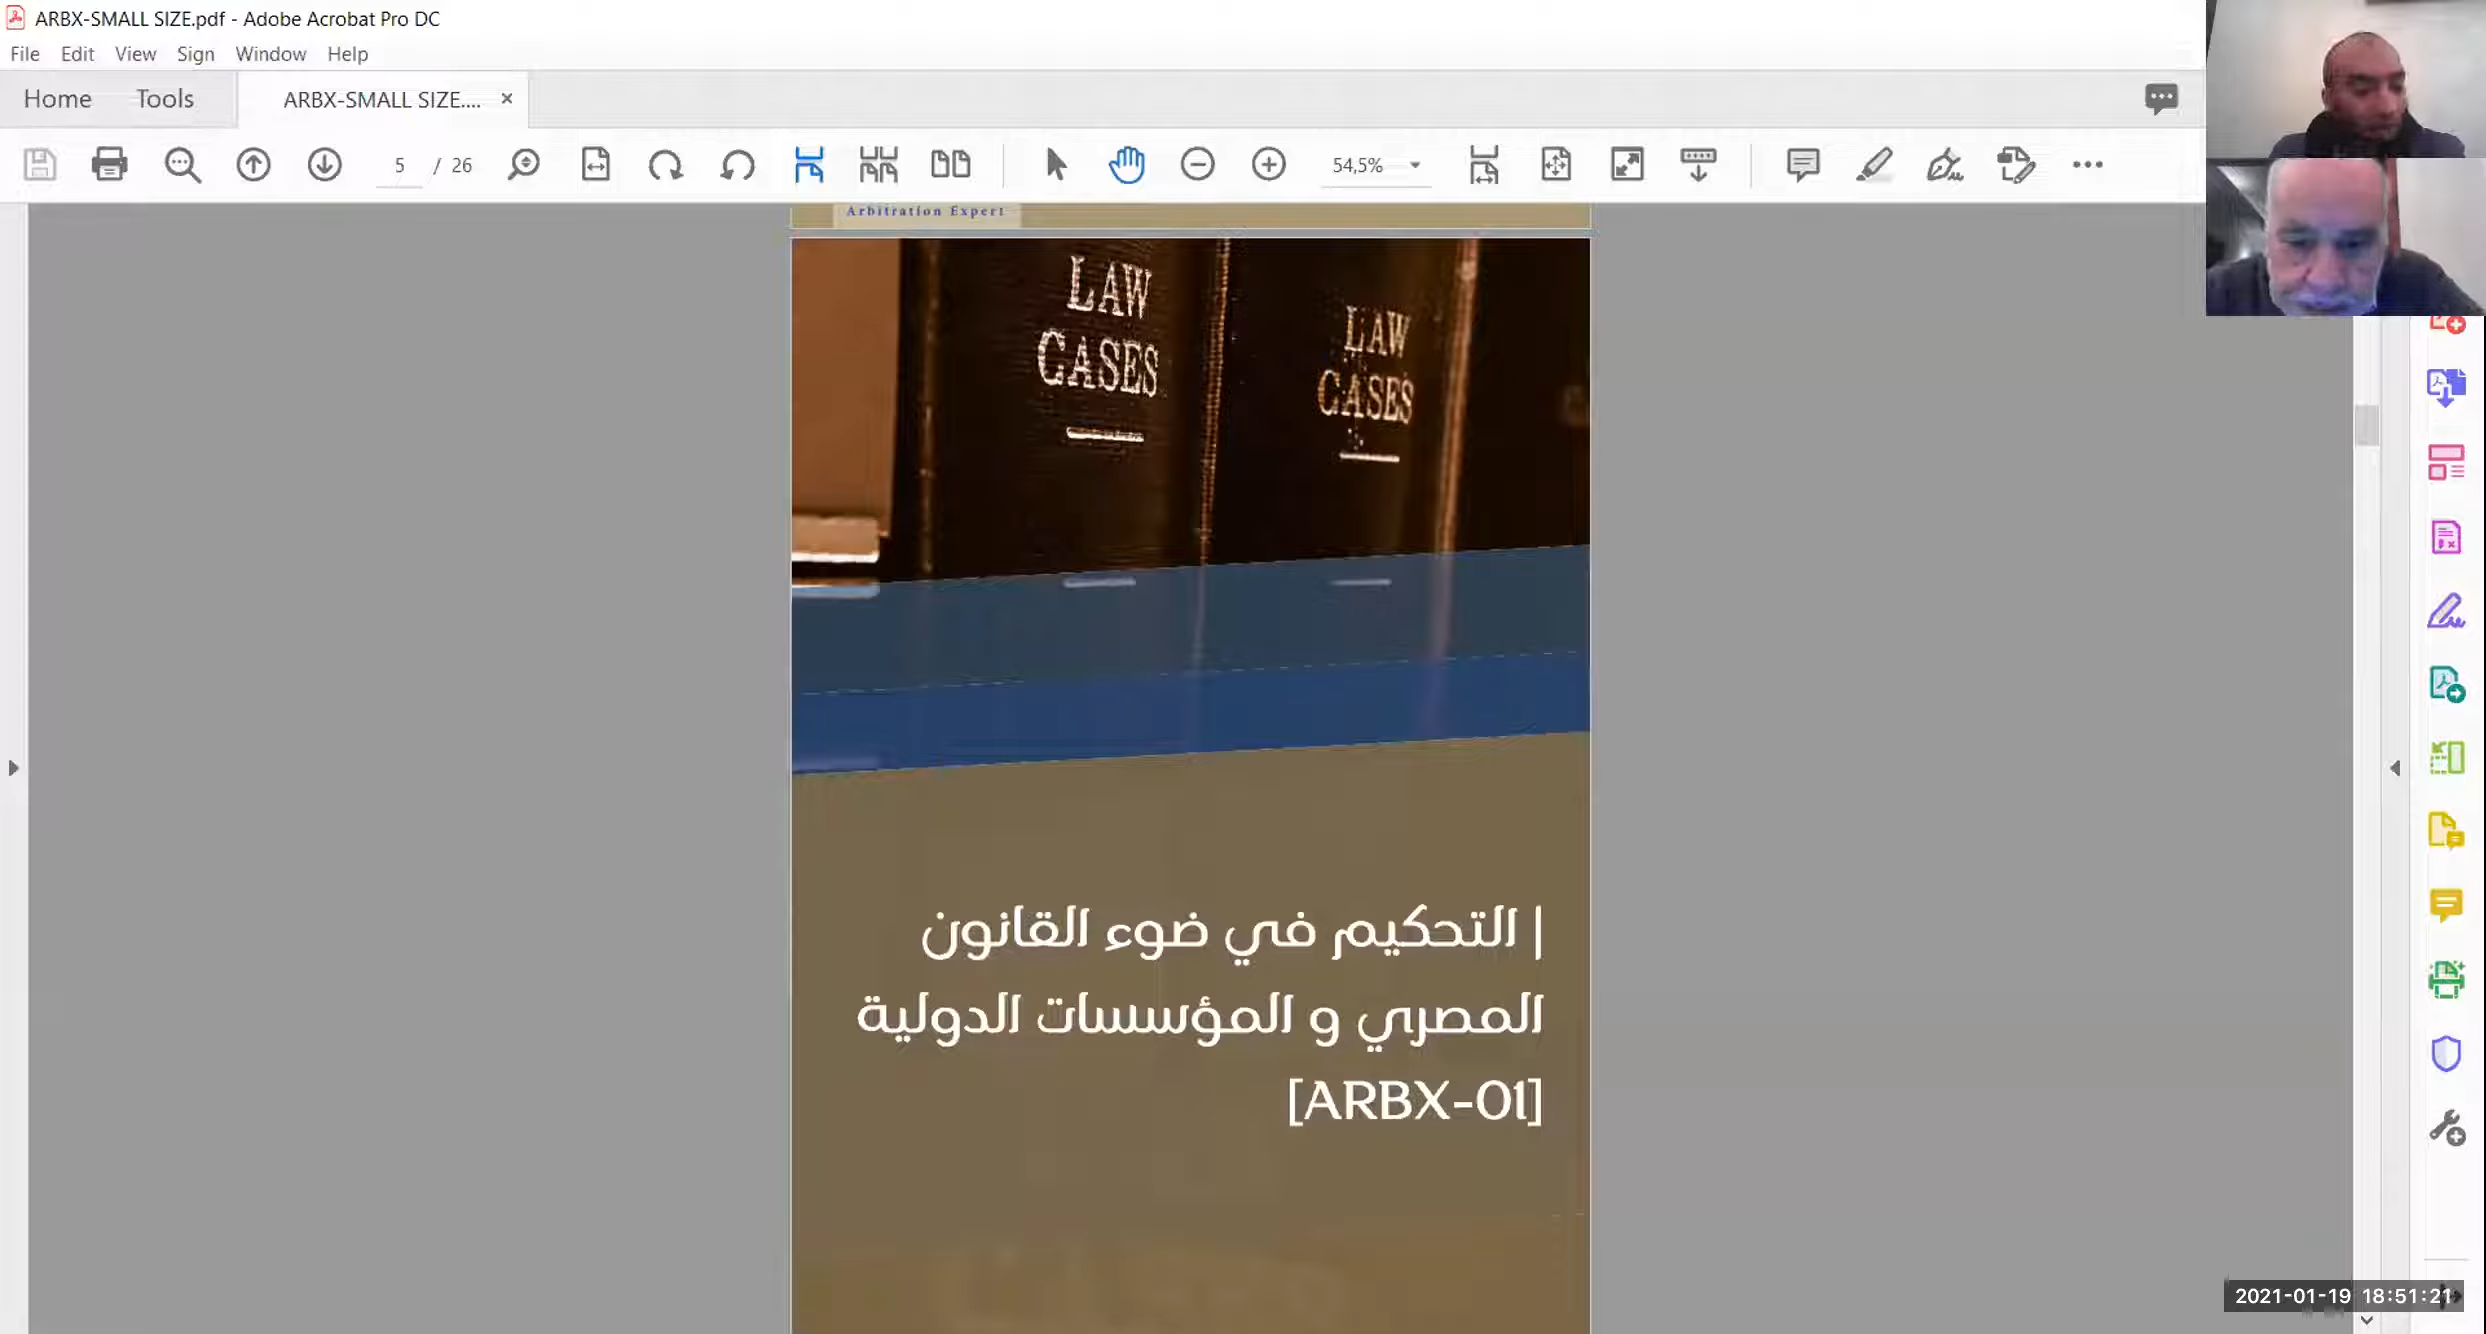 ARBX-SMALL SIZE.pdf - Adobe Acrobat Pro DC
File Edit View Sign Window Help
Home Tools ARBX-SMALL SIZE.... ×
5 / 26 54,5%
Arbitration Expert
LAW
CASES
LAW
CASES
| التحكيم في ضوء القانون
المصري و المؤسسات الدولية
[ARBX-01]
2021-01-19 18:51:21